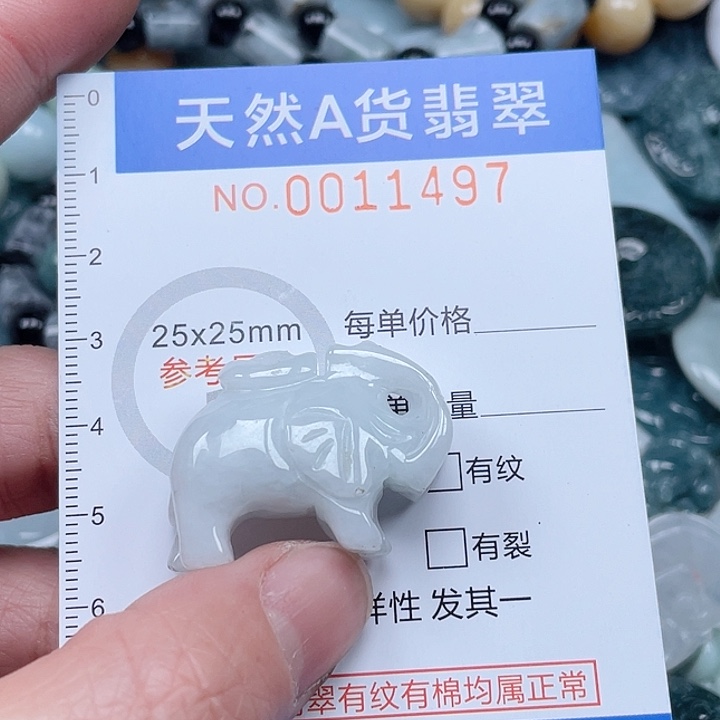 天然A货翡翠
NO.0011497
0
1
2
3
4
5
6
25x25mm
每单价格
参考
单 量
有纹
有裂
样性 发其一
翠有纹有棉均属正常